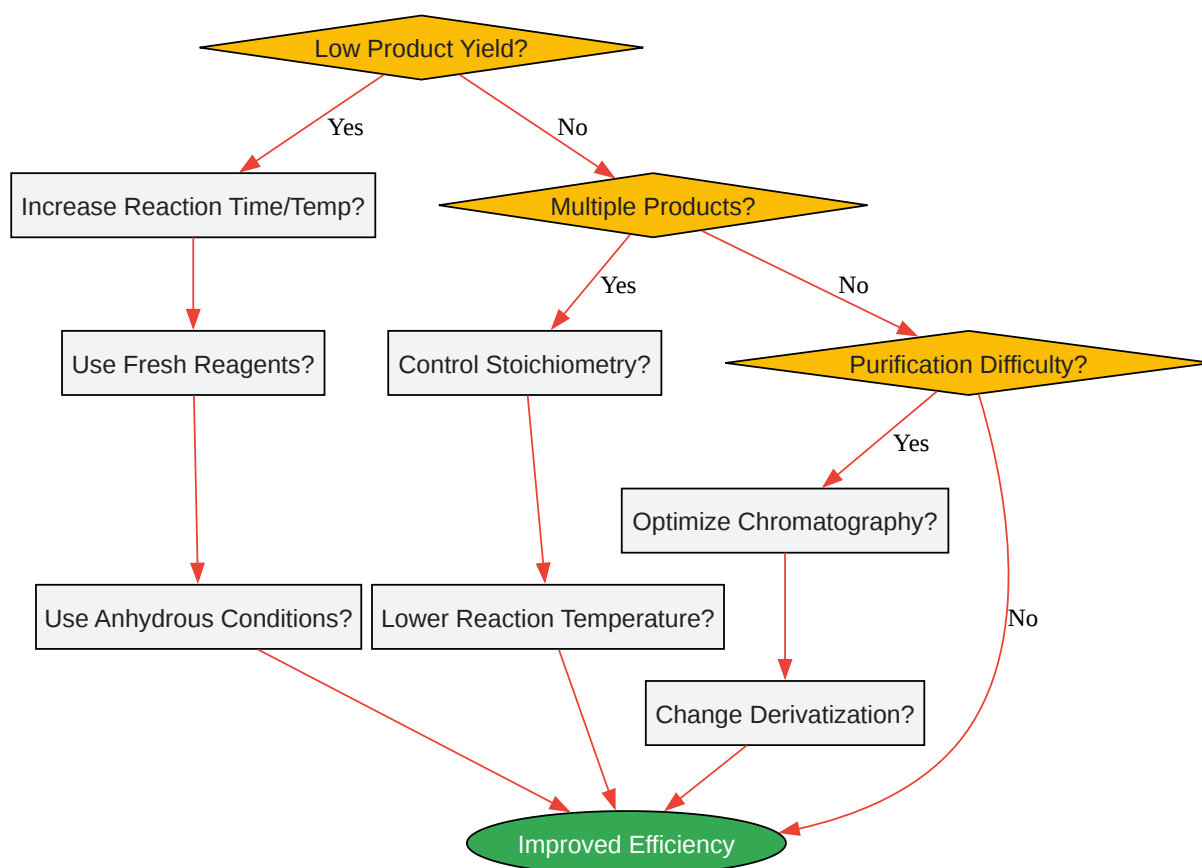 Low Product Yield?
Yes
No
Increase Reaction Time/Temp?
Multiple Products?
Yes
No
Use Fresh Reagents?
Control Stoichiometry?
Purification Difficulty?
Yes
Optimize Chromatography?
Use Anhydrous Conditions?
Lower Reaction Temperature?
No
Change Derivatization?
Improved Efficiency